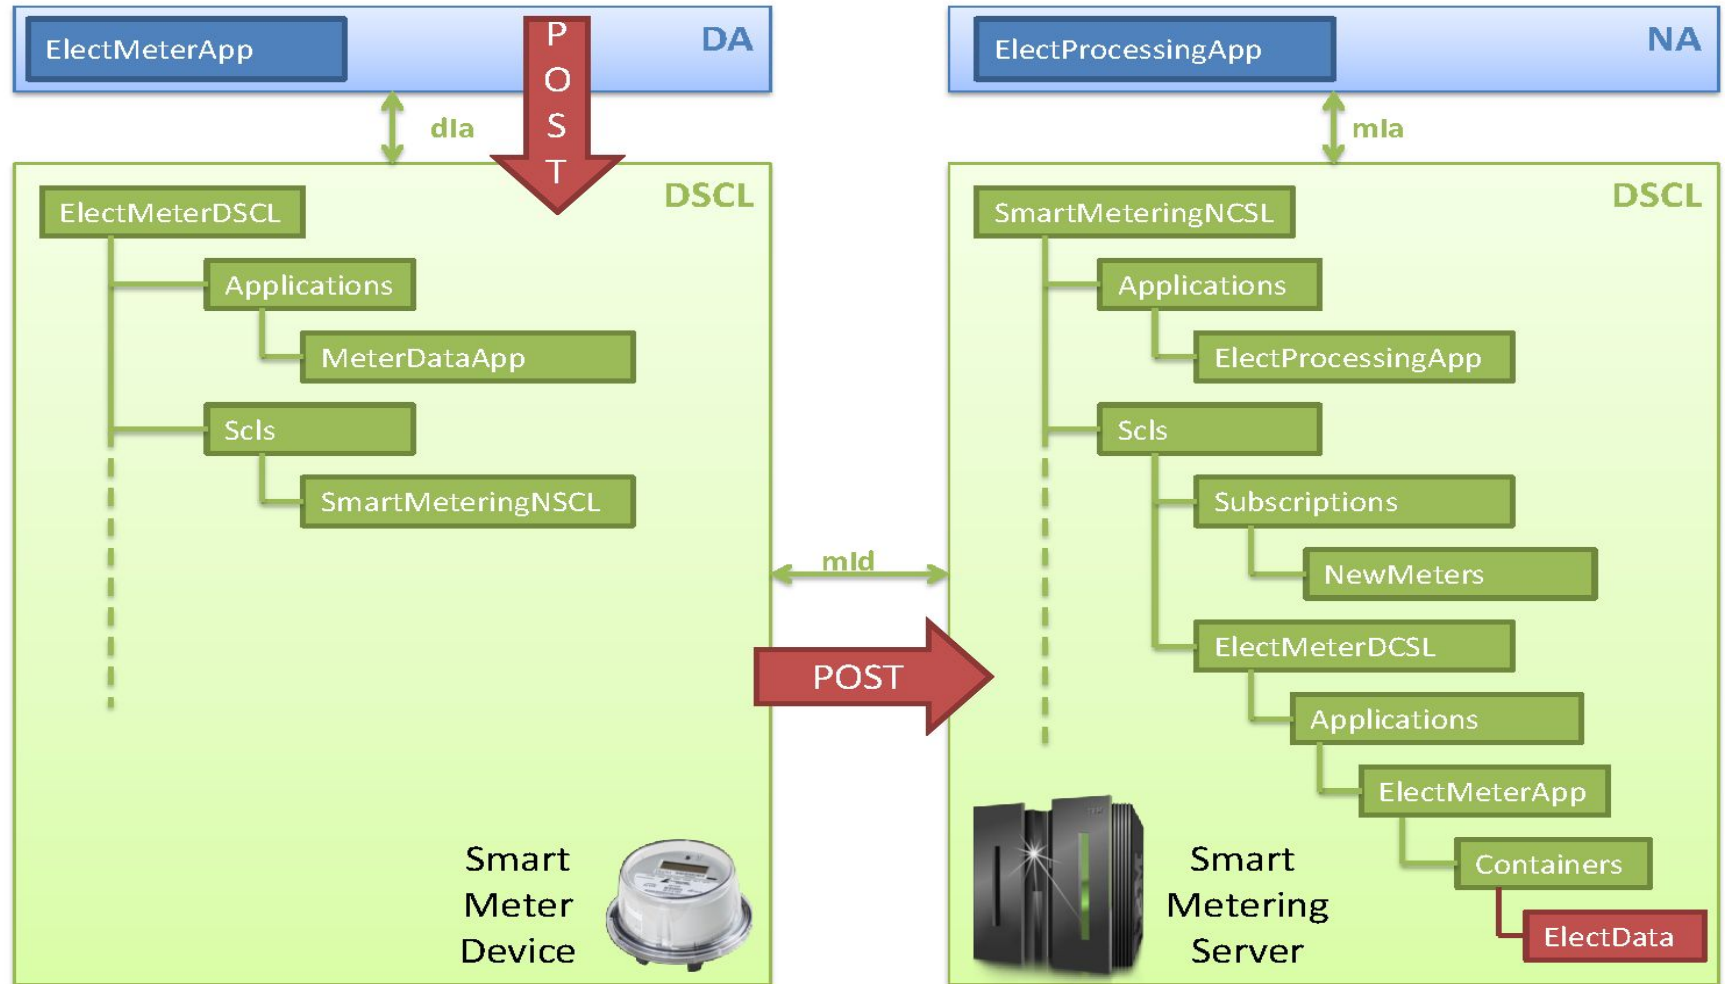 ElectMeterApp
DA
POST
dIa
DSCL
ElectMeterDSCL
Applications
MeterDataApp
Scls
SmartMeteringNSCL
Smart
Meter
Device
mId
POST
ElectProcessingApp
NA
mIa
DSCL
SmartMeteringNCSL
Applications
ElectProcessingApp
Scls
Subscriptions
NewMeters
ElectMeterDCSL
Applications
ElectMeterApp
Containers
ElectData
Smart
Metering
Server